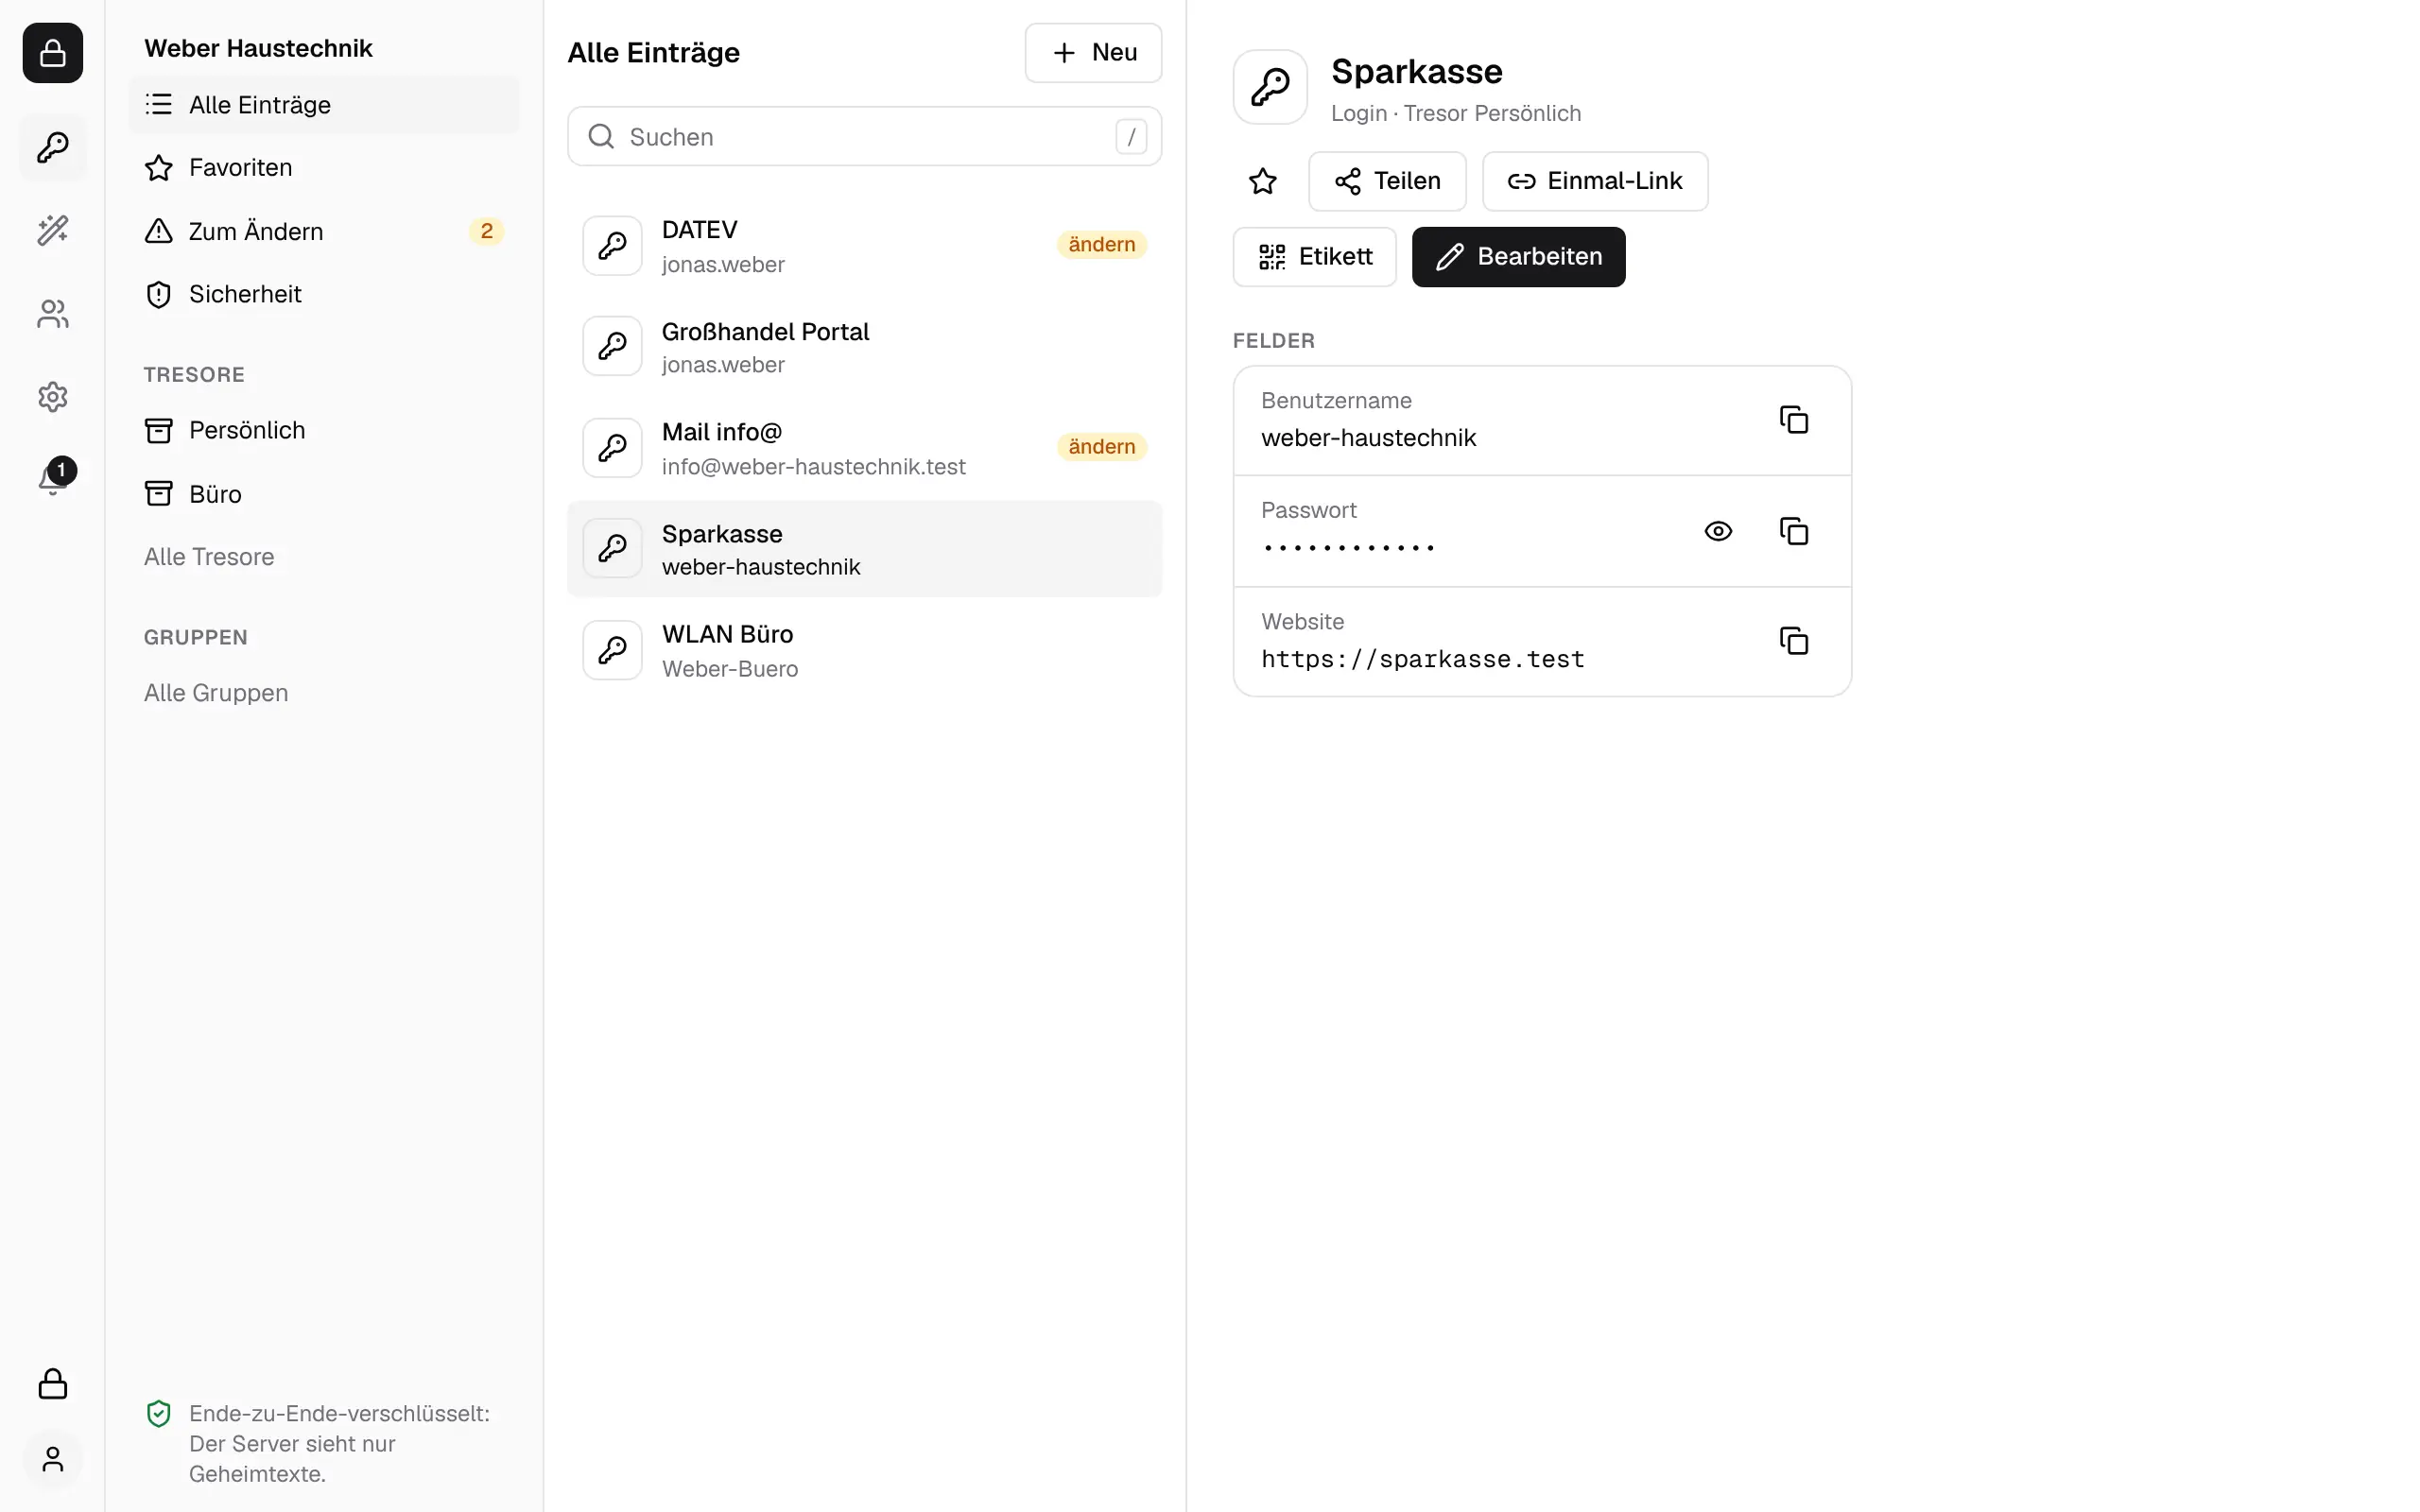 Weber Haustechnik
Alle Einträge
Favoriten
Zum Ändern 2
Sicherheit
TRESORE
Persönlich
Büro
Alle Tresore
GRUPPEN
Alle Gruppen
1
Ende-zu-Ende-verschlüsselt:
Der Server sieht nur
Geheimtexte.
Alle Einträge
Neu
Suchen /
DATEV
jonas.weber
ändern
Großhandel Portal
jonas.weber
Mail info@
info@weber-haustechnik.test
ändern
Sparkasse
weber-haustechnik
WLAN Büro
Weber-Buero
Sparkasse
Login · Tresor Persönlich
Teilen
Einmal-Link
Etikett
Bearbeiten
FELDER
Benutzername
weber-haustechnik
Passwort
••••••••••••
Website
https://sparkasse.test